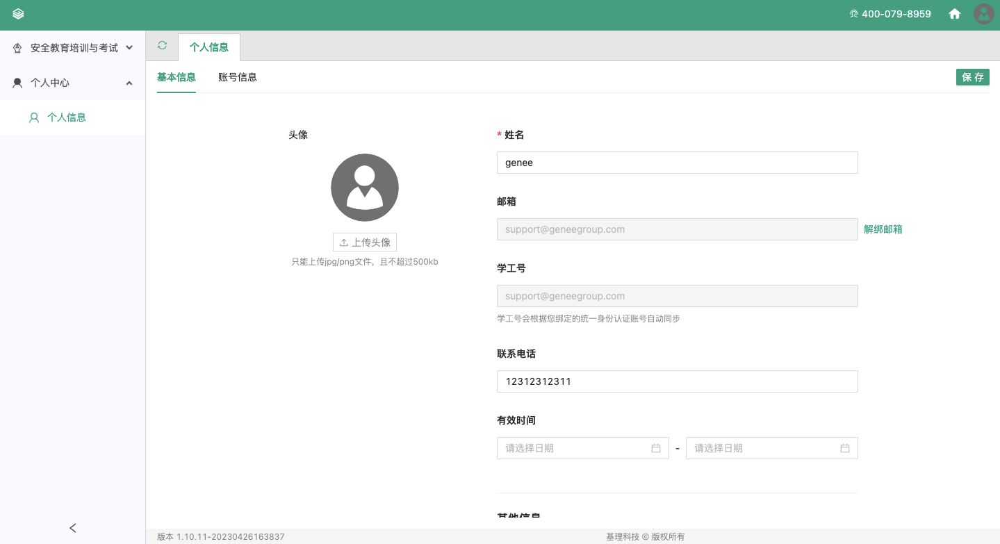 400-079-8959
安全教育培训与考试
个人中心
个人信息
个人信息
基本信息
账号信息
保 存
头像
上传头像
只能上传jpg/png文件，且不超过500kb
* 姓名
genee
邮箱
support@geneegroup.com
解绑邮箱
学工号
support@geneegroup.com
学工号会根据您绑定的统一身份认证账号自动同步
联系电话
12312312311
有效时间
请选择日期
-
请选择日期
其他信息
版本 1.10.11-20230426163837
基理科技 © 版权所有